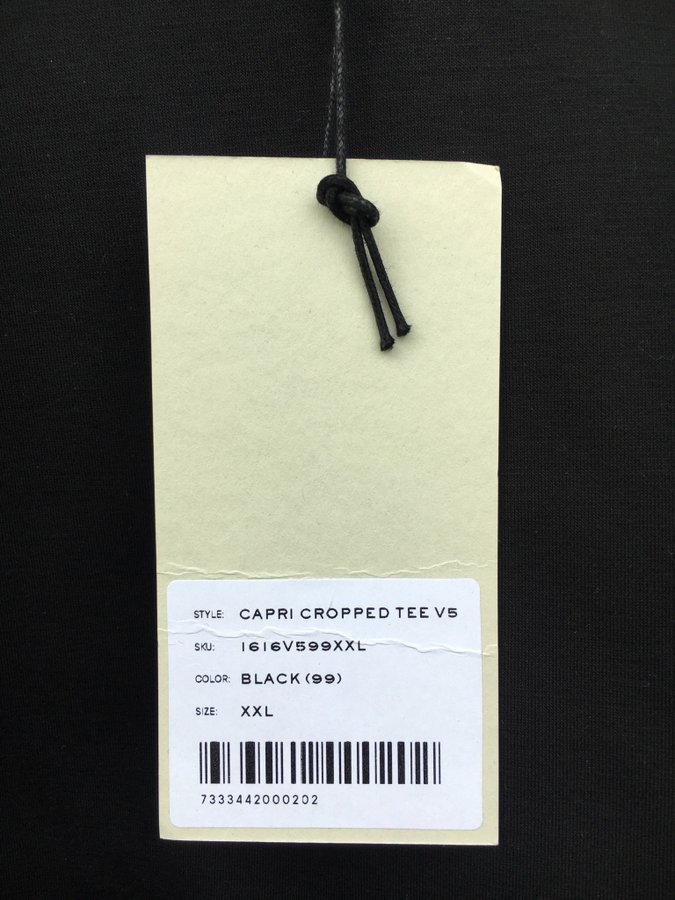 STYLE: CAPRI CROPPED TEE V5
SKU: 1616V599XXL
COLOR: BLACK (99)
SIZE: XXL
7333442000202